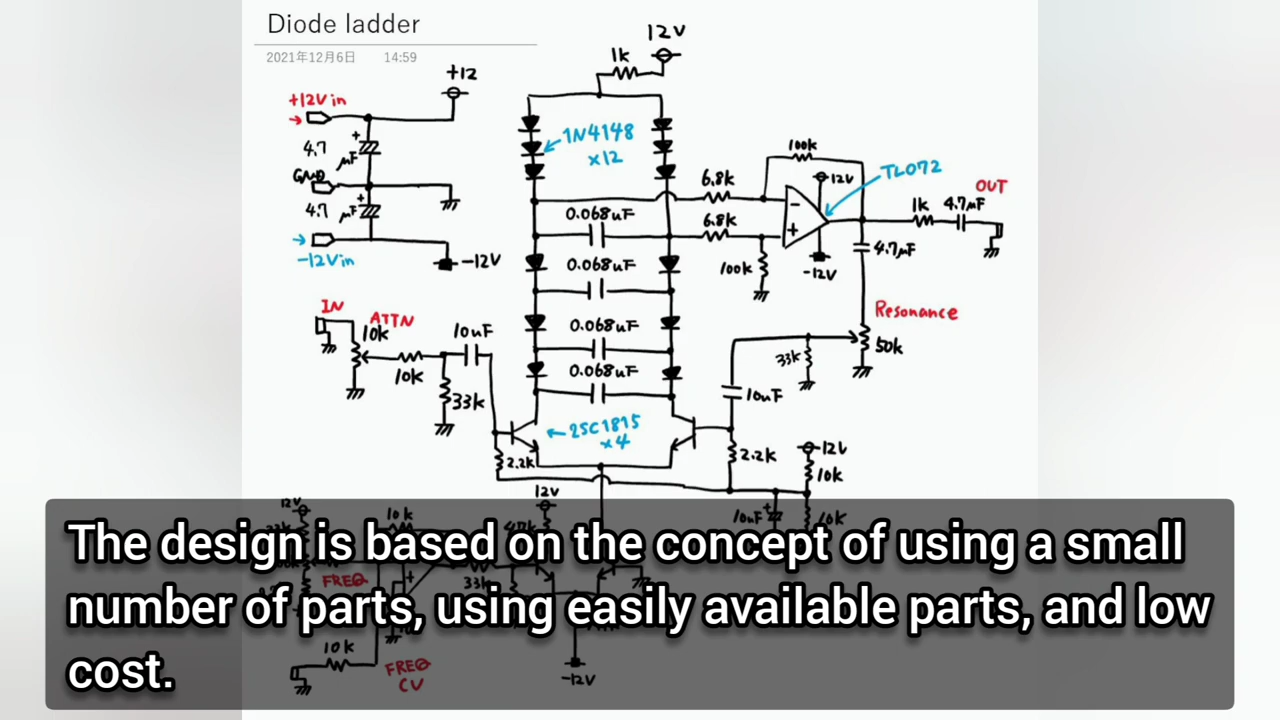 Diode ladder
2021年12月6日 14:59
12V
1k
+12
+12V in
4.7
μF
GND
4.7
μF
-12V in
-12V
1N4148
x12
100k
12V
TL072
6.8k
OUT
1k
4.7μF
0.068uF
6.8k
0.068uF
100k
-12V
4.7μF
IN
ATTN
10k
10uF
0.068uF
Resonance
33k
50k
10k
0.068uF
33k
10uF
2SC1815
x4
2.2k
2.2k
12V
10k
12V
12V
10k
10uF
10k
33k
FREQ
10k
FREQ
CV
-12V
The design is based on the concept of using a small
number of parts, using easily available parts, and low
cost.